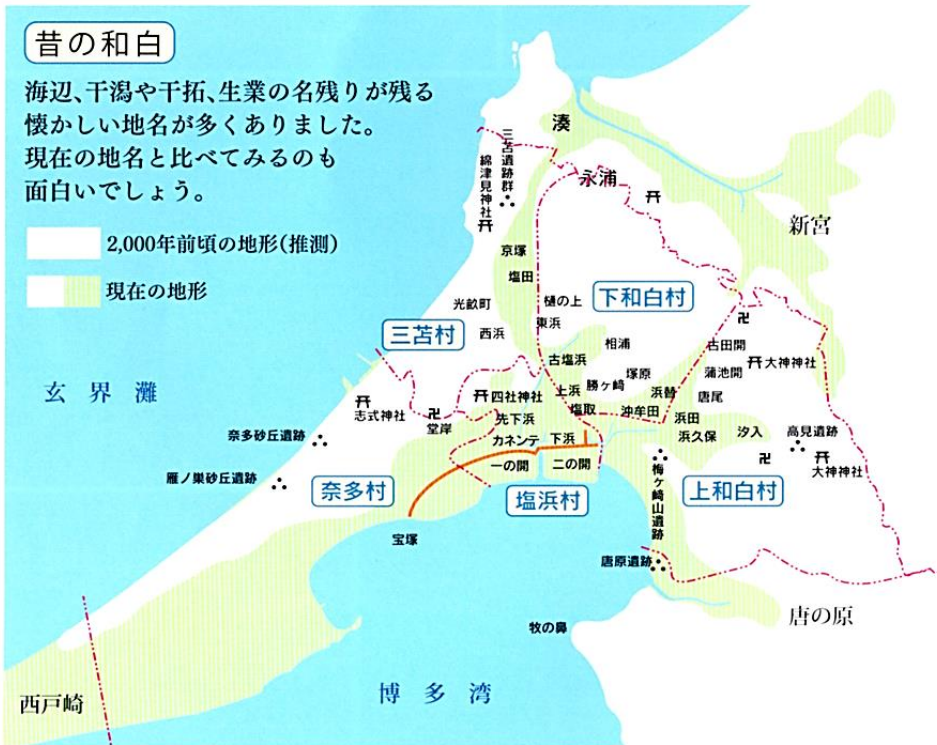 昔の和白
海辺、干潟や干拓、生業の名残りが残る
懐かしい地名が多くありました。
現在の地名と比べてみるのも
面白いでしょう。
2,000年前頃の地形(推測)
現在の地形
湊
三苫遺跡群
綿津見神社
永浦
新宮
京塚
塩田
光畝町
樋の上
下和白村
西浜
東浜
三苫村
相浦
古田開
大神神社
古塩浜
蒲池開
塚原
玄界灘
四社神社
上浜
勝ヶ崎
浜替
唐尾
志式神社
堂岸
先下浜
塩取
沖牟田
浜田
奈多砂丘遺跡
カネンテ
下浜
浜久保
汐入
高見遺跡
雁ノ巣砂丘遺跡
一の開
二の開
大神神社
奈多村
塩浜村
梅ヶ崎山遺跡
上和白村
宝塚
唐原遺跡
唐の原
牧の鼻
西戸崎
博多湾